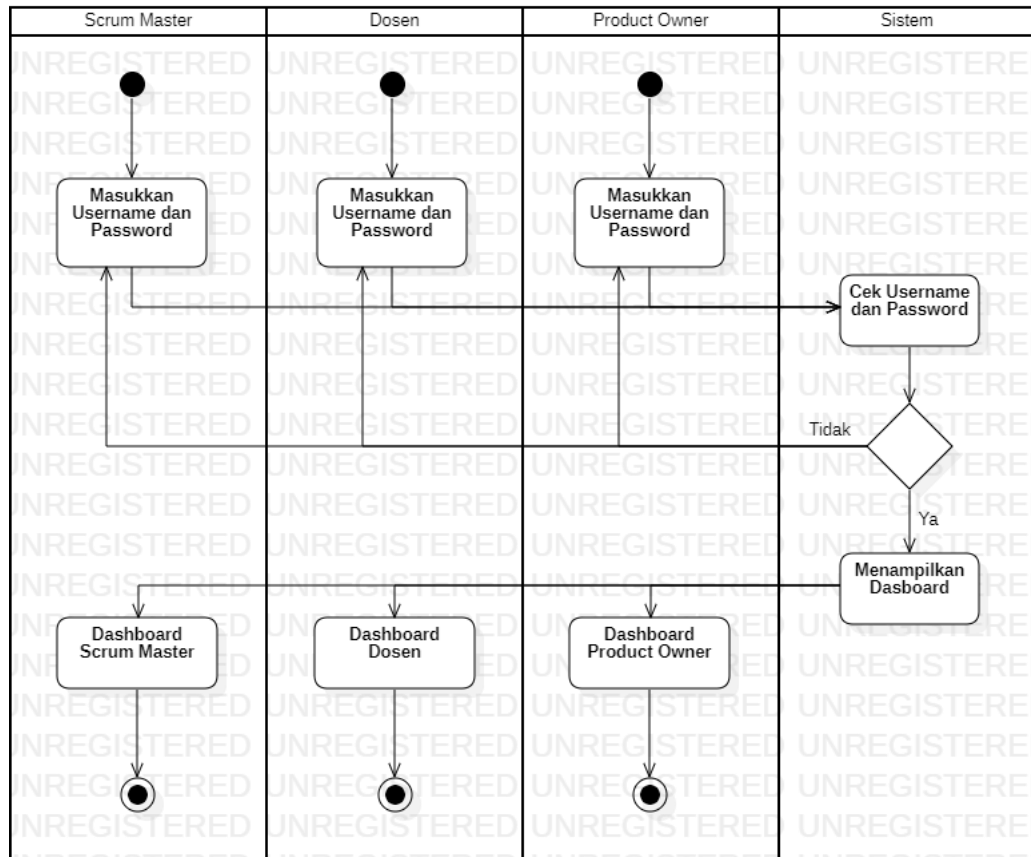 Scrum Master
Dosen
Product Owner
Sistem
Masukkan
Username dan
Password
Masukkan
Username dan
Password
Masukkan
Username dan
Password
Cek Username
dan Password
Tidak
Ya
Menampilkan
Dasboard
Dashboard
Scrum Master
Dashboard
Dosen
Dashboard
Product Owner
UNREGISTERED